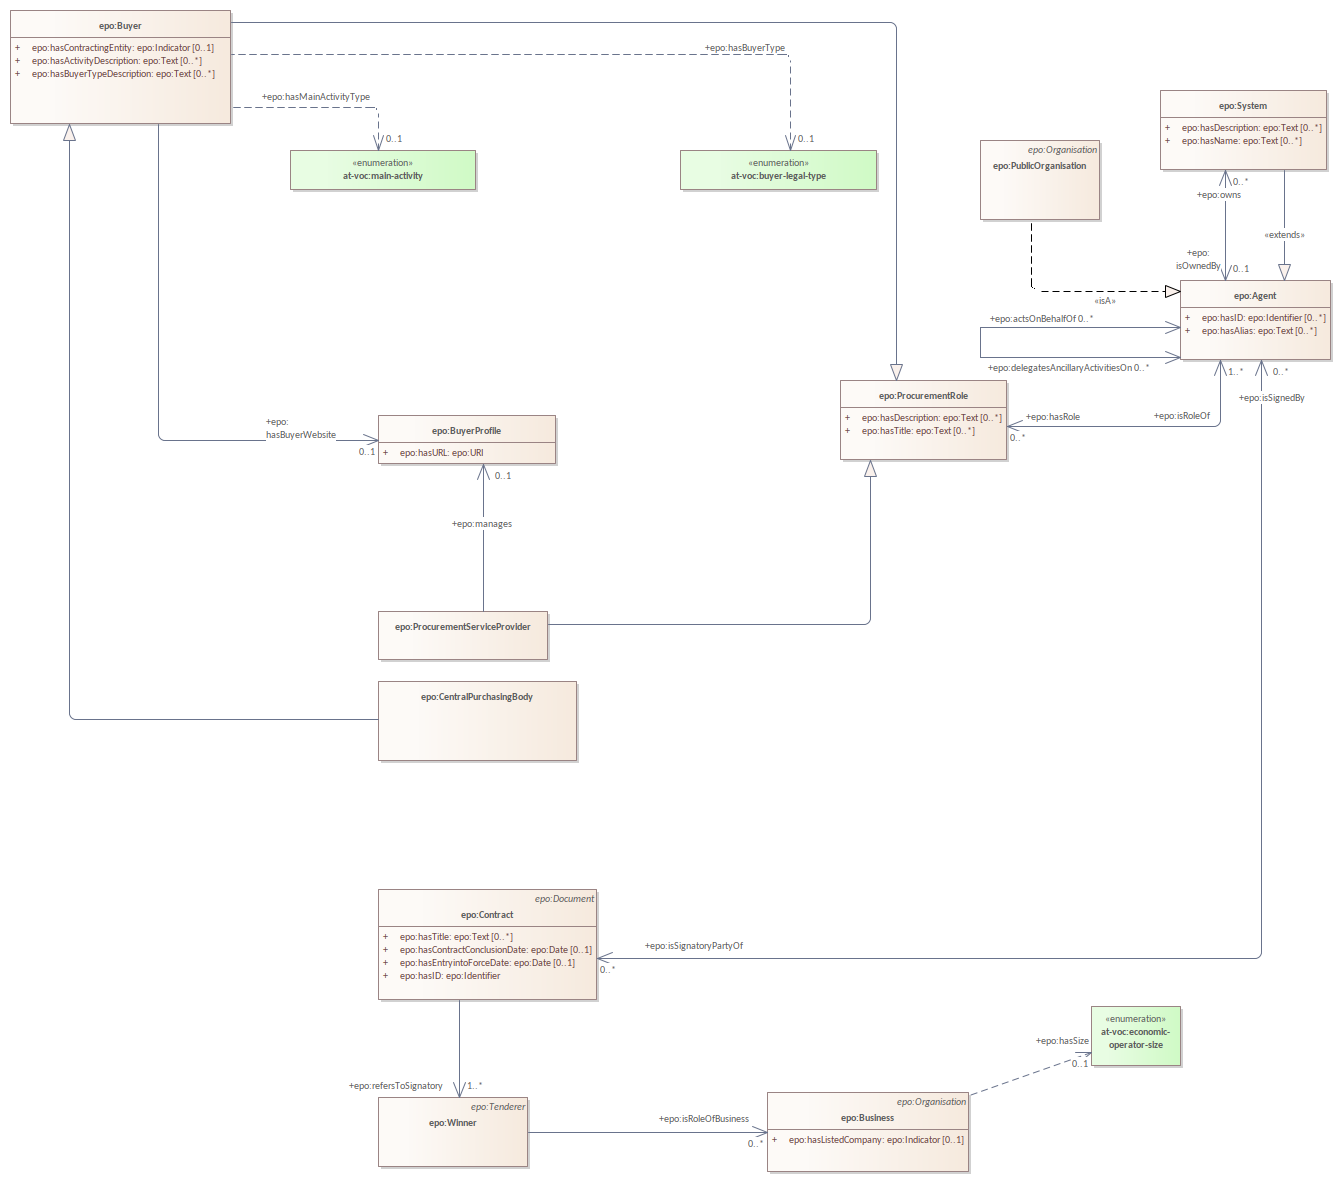 epo:Buyer
+ epo:hasContractingEntity: epo:Indicator [0..1]
+ epo:hasActivityDescription: epo:Text [0..*]
+ epo:hasBuyerTypeDescription: epo:Text [0..*]
+epo:hasBuyerType
0..1
+epo:hasMainActivityType
0..1
«enumeration»
at-voc:main-activity
«enumeration»
at-voc:buyer-legal-type
epo:System
+ epo:hasDescription: epo:Text [0..*]
+ epo:hasName: epo:Text [0..*]
epo:Organisation
epo:PublicOrganisation
0..*
+epo:owns
«extends»
+epo:
isOwnedBy
0..1
«isA»
epo:Agent
+ epo:hasID: epo:Identifier [0..*]
+ epo:hasAlias: epo:Text [0..*]
+epo:actsOnBehalfOf 0..*
+epo:delegatesAncillaryActivitiesOn 0..*
1..*
0..*
+epo:isSignedBy
epo:ProcurementRole
+ epo:hasDescription: epo:Text [0..*]
+ epo:hasTitle: epo:Text [0..*]
+epo:hasRole
0..*
+epo:isRoleOf
+epo:
hasBuyerWebsite
0..1
epo:BuyerProfile
+ epo:hasURL: epo:URI
0..1
+epo:manages
epo:ProcurementServiceProvider
epo:CentralPurchasingBody
epo:Document
epo:Contract
+ epo:hasTitle: epo:Text [0..*]
+ epo:hasContractConclusionDate: epo:Date [0..1]
+ epo:hasEntryintoForceDate: epo:Date [0..1]
+ epo:hasID: epo:Identifier
+epo:isSignatoryPartyOf
0..*
«enumeration»
at-voc:economic-
operator-size
+epo:hasSize
0..1
+epo:refersToSignatory
1..*
epo:Tenderer
epo:Winner
+epo:isRoleOfBusiness
0..*
epo:Organisation
epo:Business
+ epo:hasListedCompany: epo:Indicator [0..1]